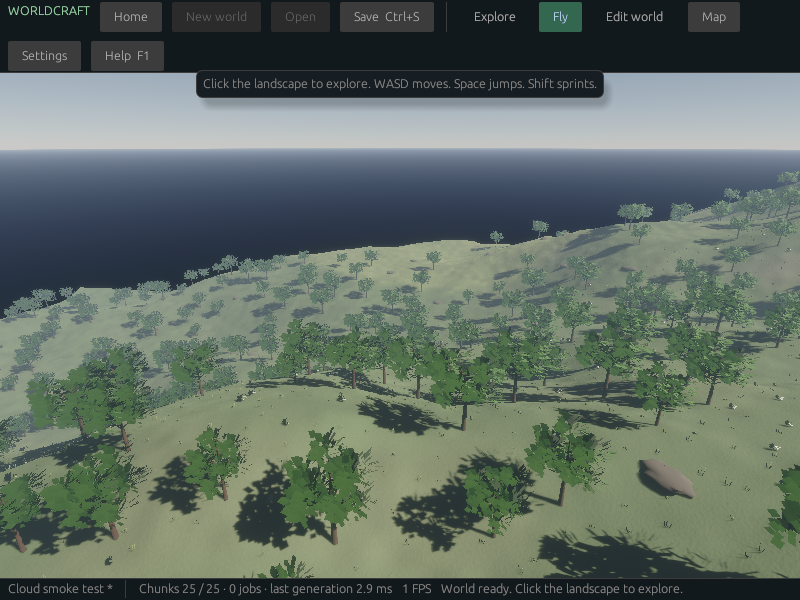 WORLDCRAFT Home New world Open Save Ctrl+S Explore Fly Edit world Map
Settings Help F1
Click the landscape to explore. WASD moves. Space jumps. Shift sprints.
Cloud smoke test * Chunks 25 / 25 · 0 jobs · last generation 2.9 ms 1 FPS World ready. Click the landscape to explore.